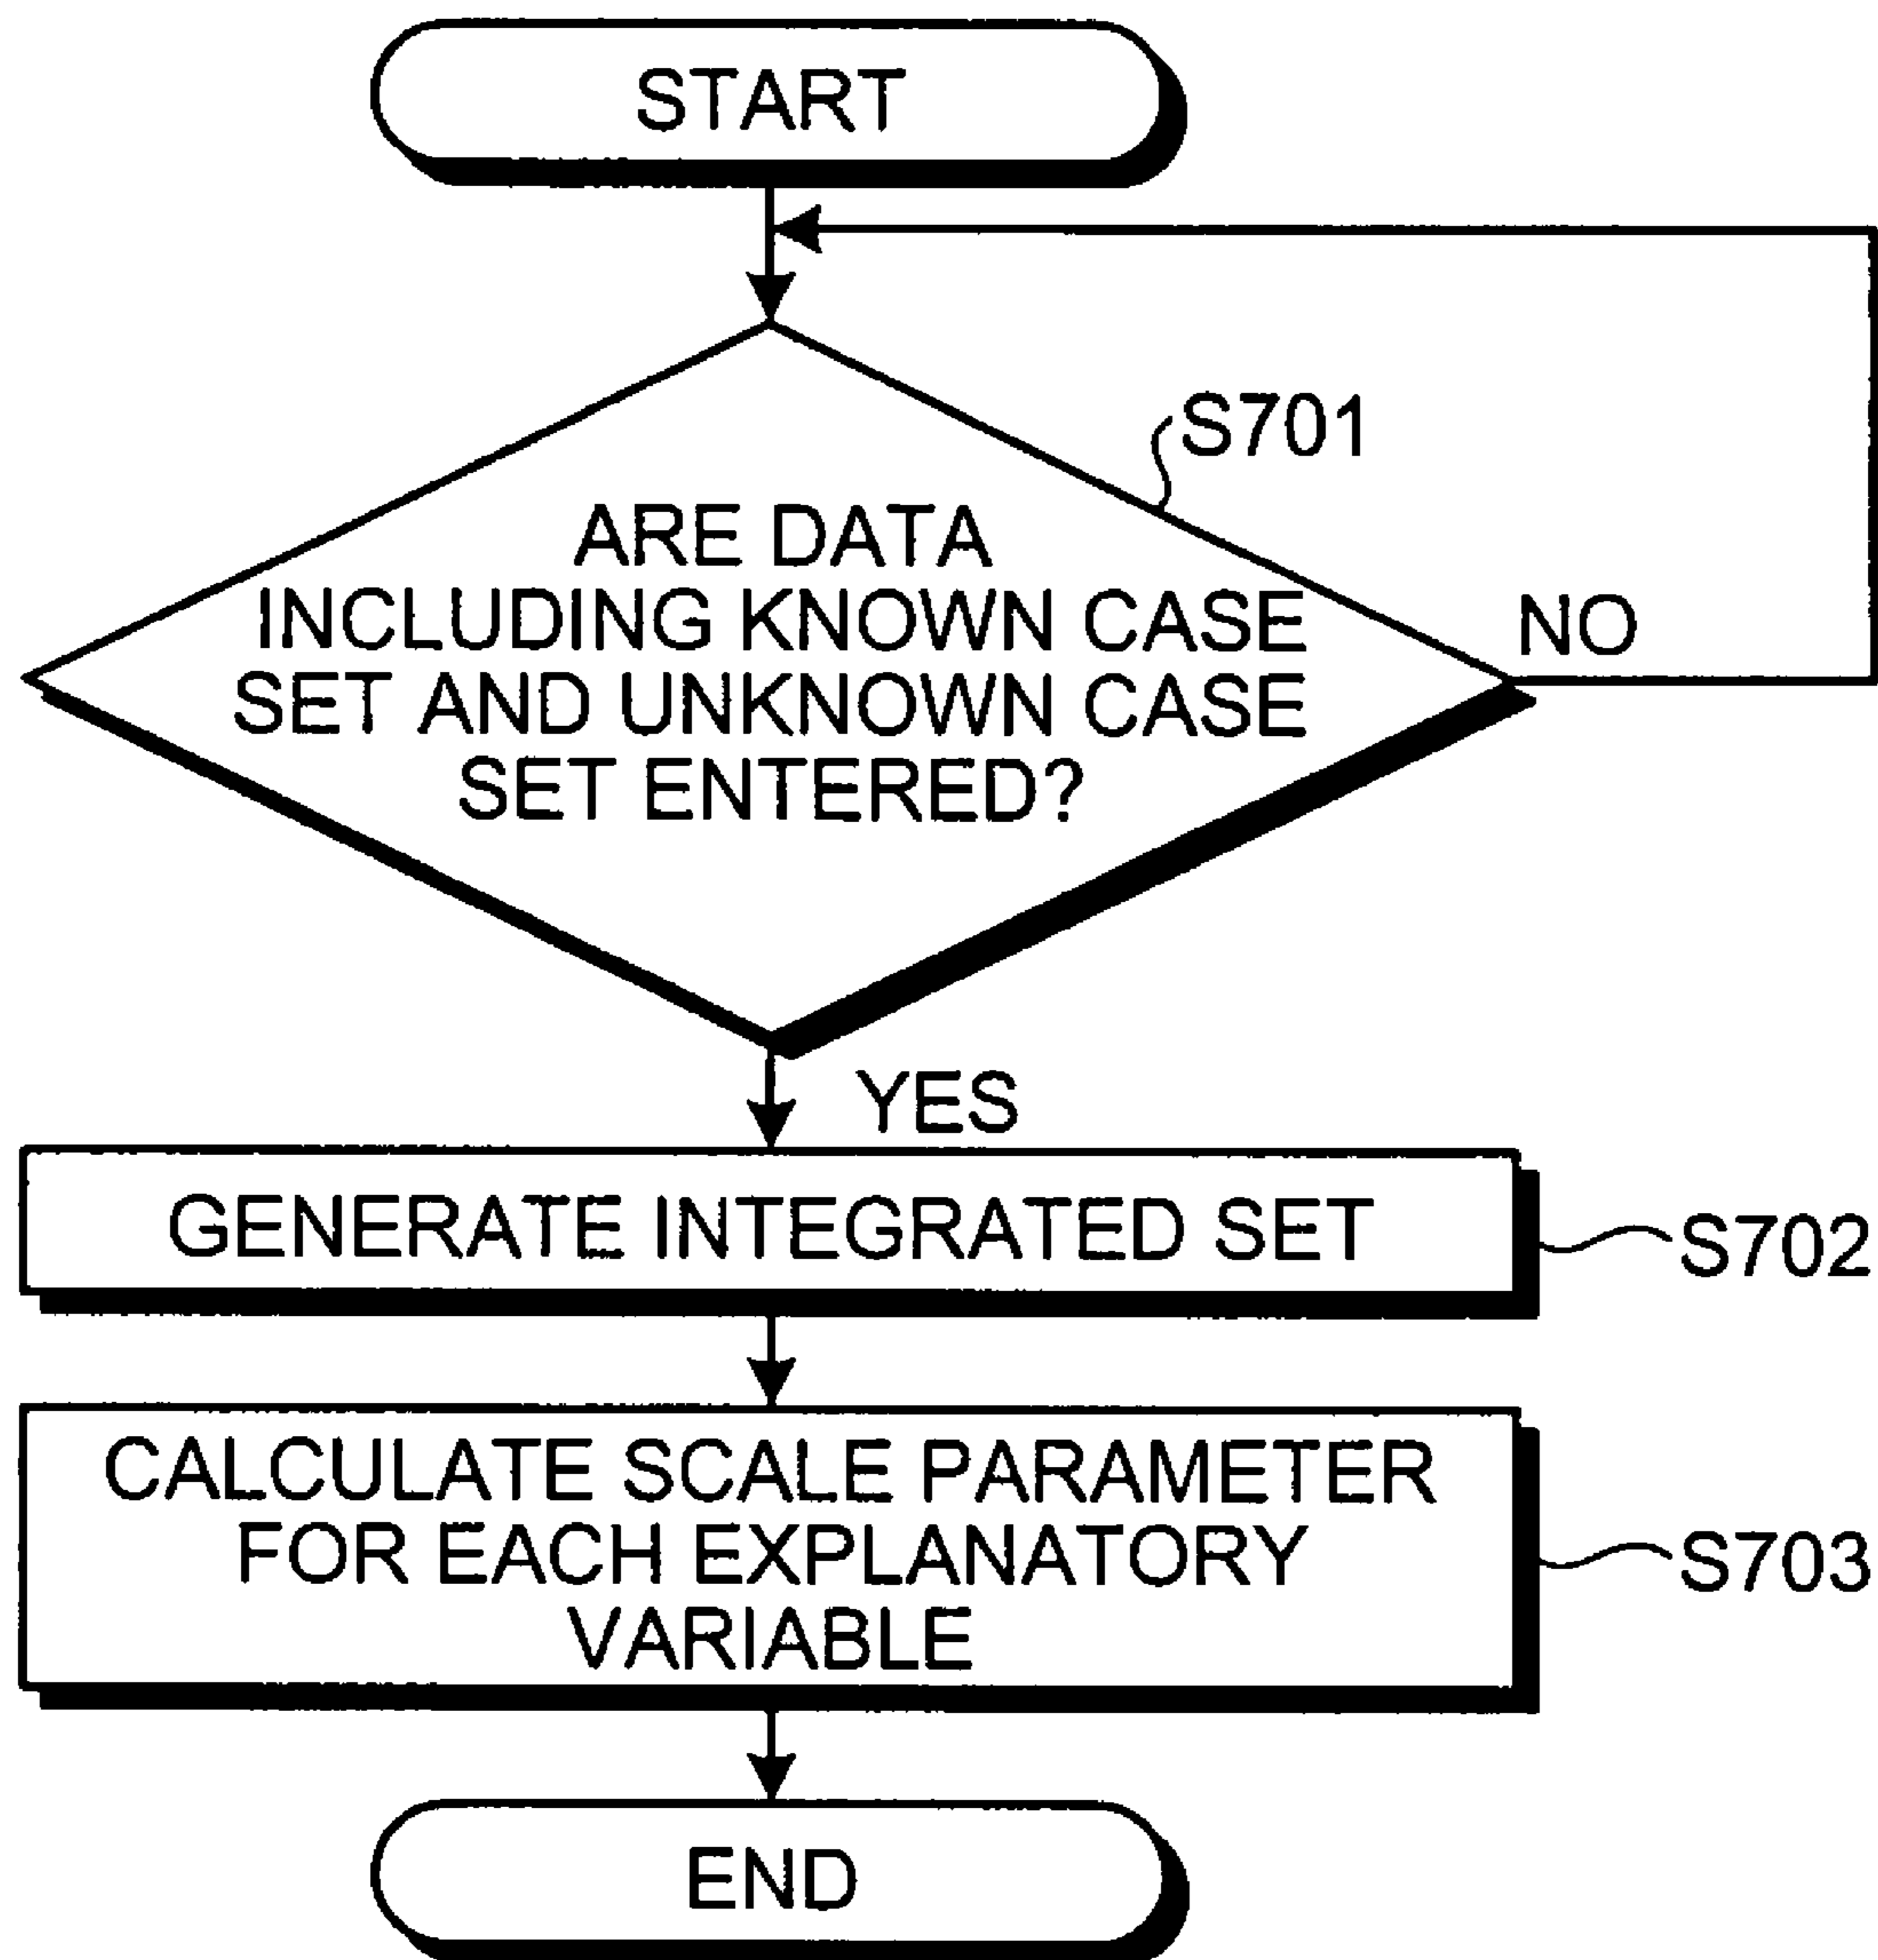 START
S701
ARE DATA
INCLUDING KNOWN CASE
SET AND UNKNOWN CASE
SET ENTERED?
NO
YES
GENERATE INTEGRATED SET
S702
CALCULATE SCALE PARAMETER
FOR EACH EXPLANATORY
VARIABLE
S703
END